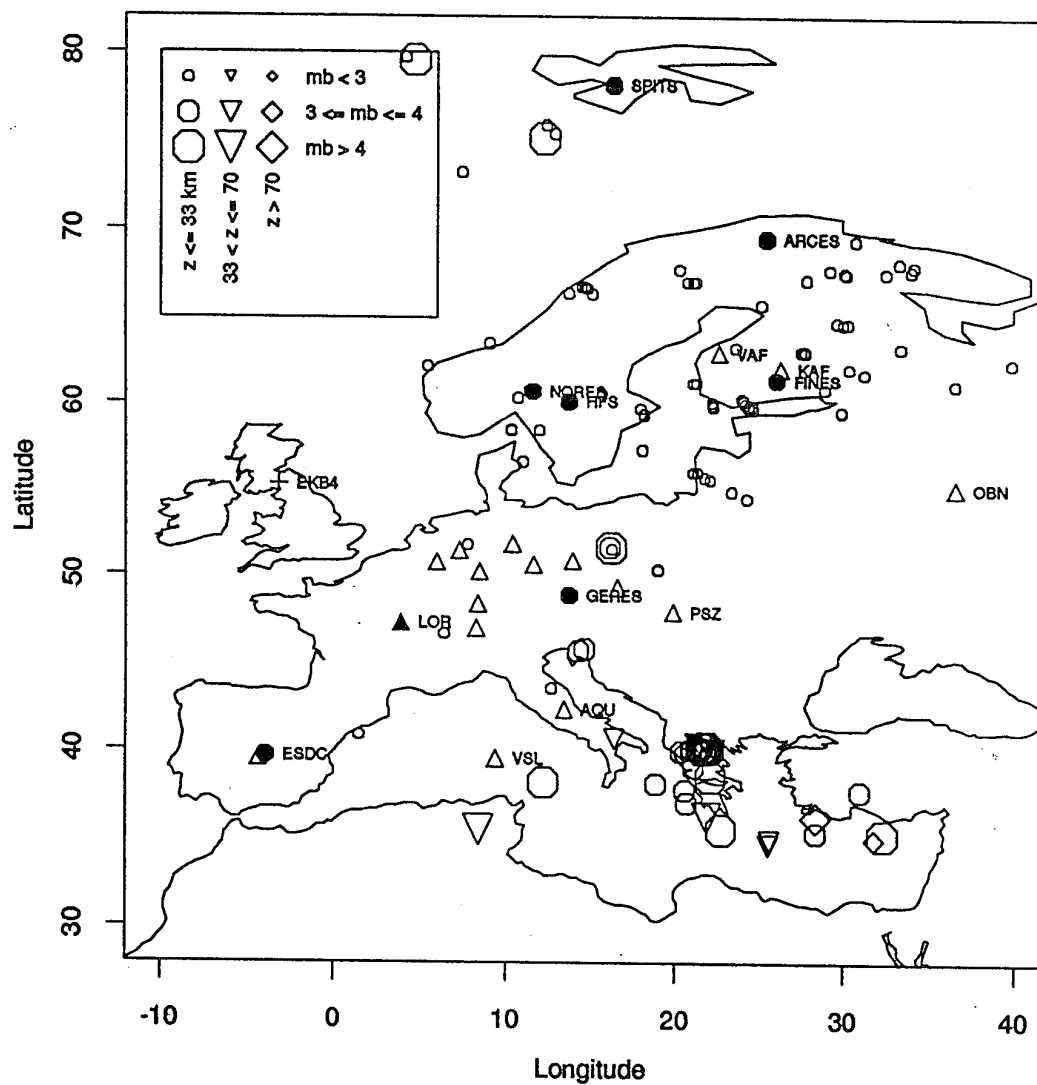 80
70
60
50
40
30
Latitude
mb < 3
3 <= mb <= 4
mb > 4
z <= 33 km
33 < z <= 70
z > 70
SPITS
ARCES
VAF
KAF
FINES
HFS
EKB4
OBN
GEHES
PSZ
LOR
AQU
ESDC
VSL
-10
0
10
20
30
40
Longitude